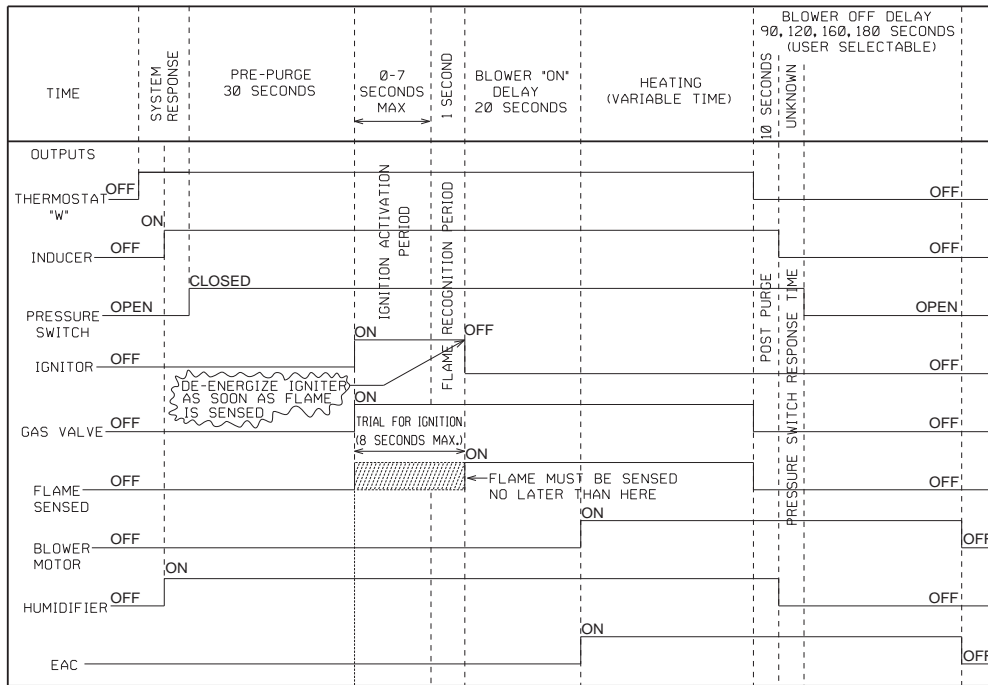 TIME
SYSTEM
RESPONSE
PRE-PURGE
30 SECONDS
0-7
SECONDS
MAX
1 SECOND
BLOWER "ON"
DELAY
20 SECONDS
HEATING
(VARIABLE TIME)
10 SECONDS
UNKNOWN
BLOWER OFF DELAY
90,120,160,180 SECONDS
(USER SELECTABLE)
OUTPUTS
THERMOSTAT
"W"
OFF
OFF
IGNITION ACTIVATION
PERIOD
FLAME RECOGNITION PERIOD
POST PURGE
PRESSURE SWITCH RESPONSE TIME
ON
INDUCER
OFF
OFF
CLOSED
PRESSURE
SWITCH
OPEN
OPEN
ON
OFF
IGNITOR
OFF
OFF
DE-ENERGIZE IGNITER
AS SOON AS FLAME
IS SENSED
ON
GAS VALVE
OFF
OFF
TRIAL FOR IGNITION
(8 SECONDS MAX.)
ON
FLAME
SENSED
OFF
FLAME MUST BE SENSED
NO LATER THAN HERE
OFF
ON
BLOWER
MOTOR
OFF
OFF
ON
HUMIDIFIER
OFF
OFF
ON
EAC
OFF